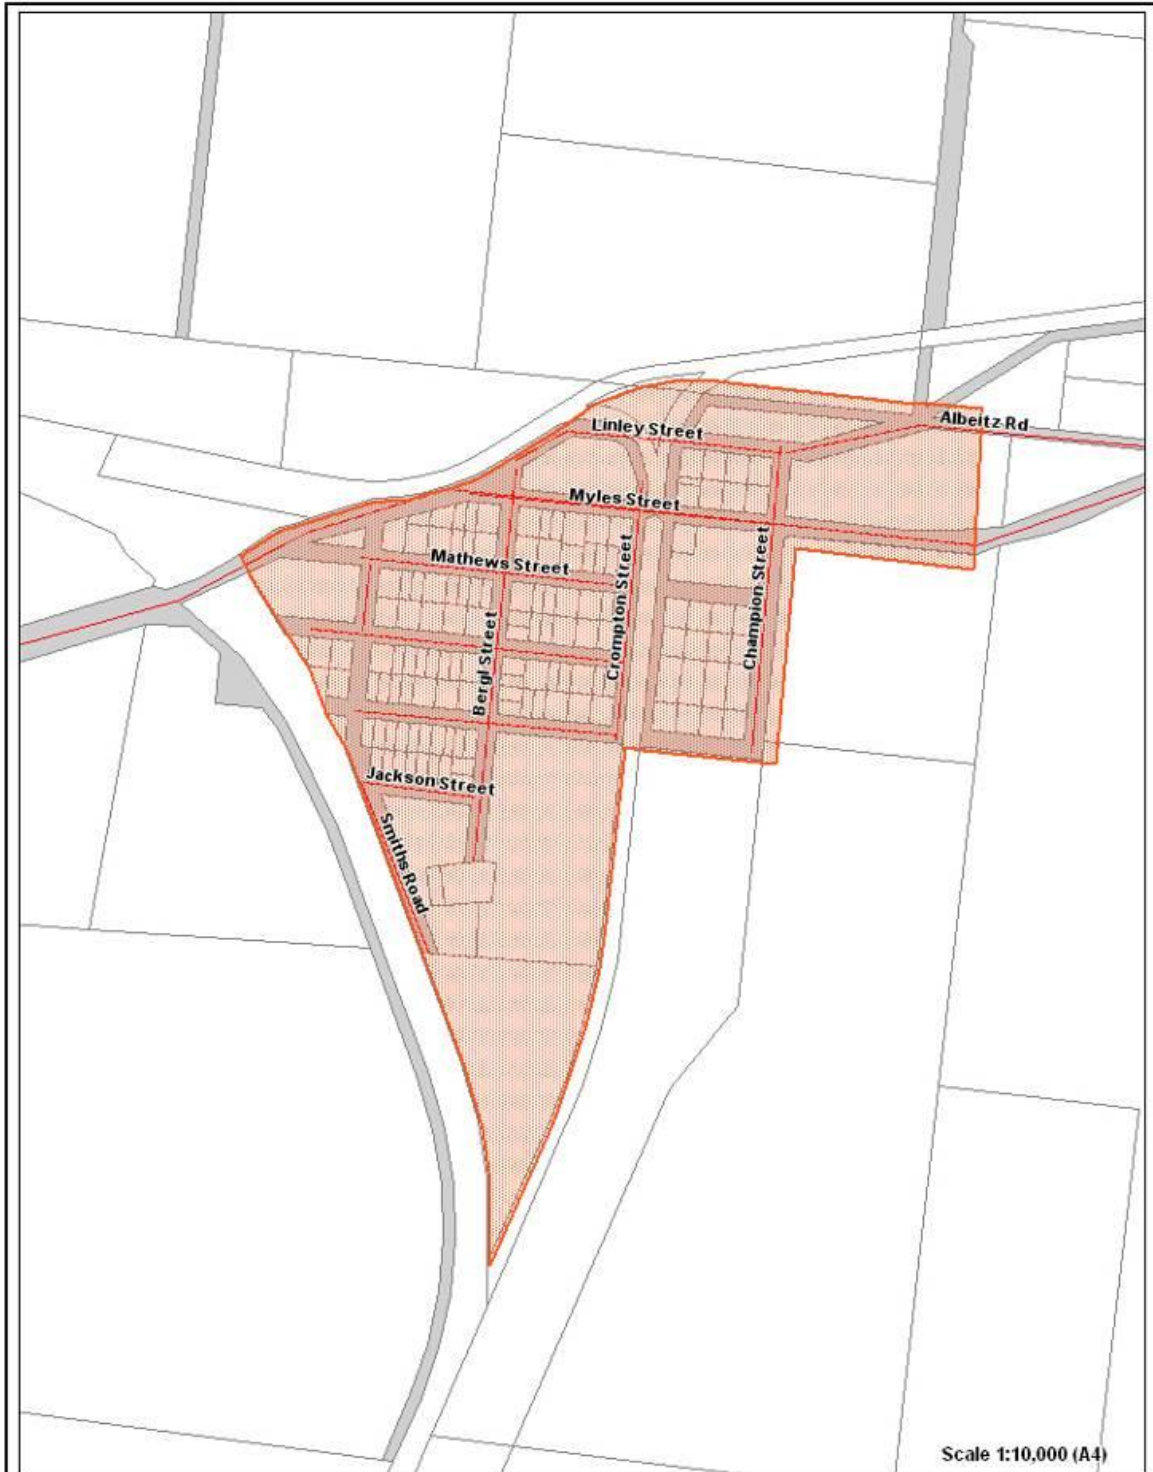 Albeitz Rd
Linley Street
Myles Street
Mathews Street
Crompton Street
Champion Street
Bergl Street
Jackson Street
Smiths Road
Scale 1:10,000 (A4)